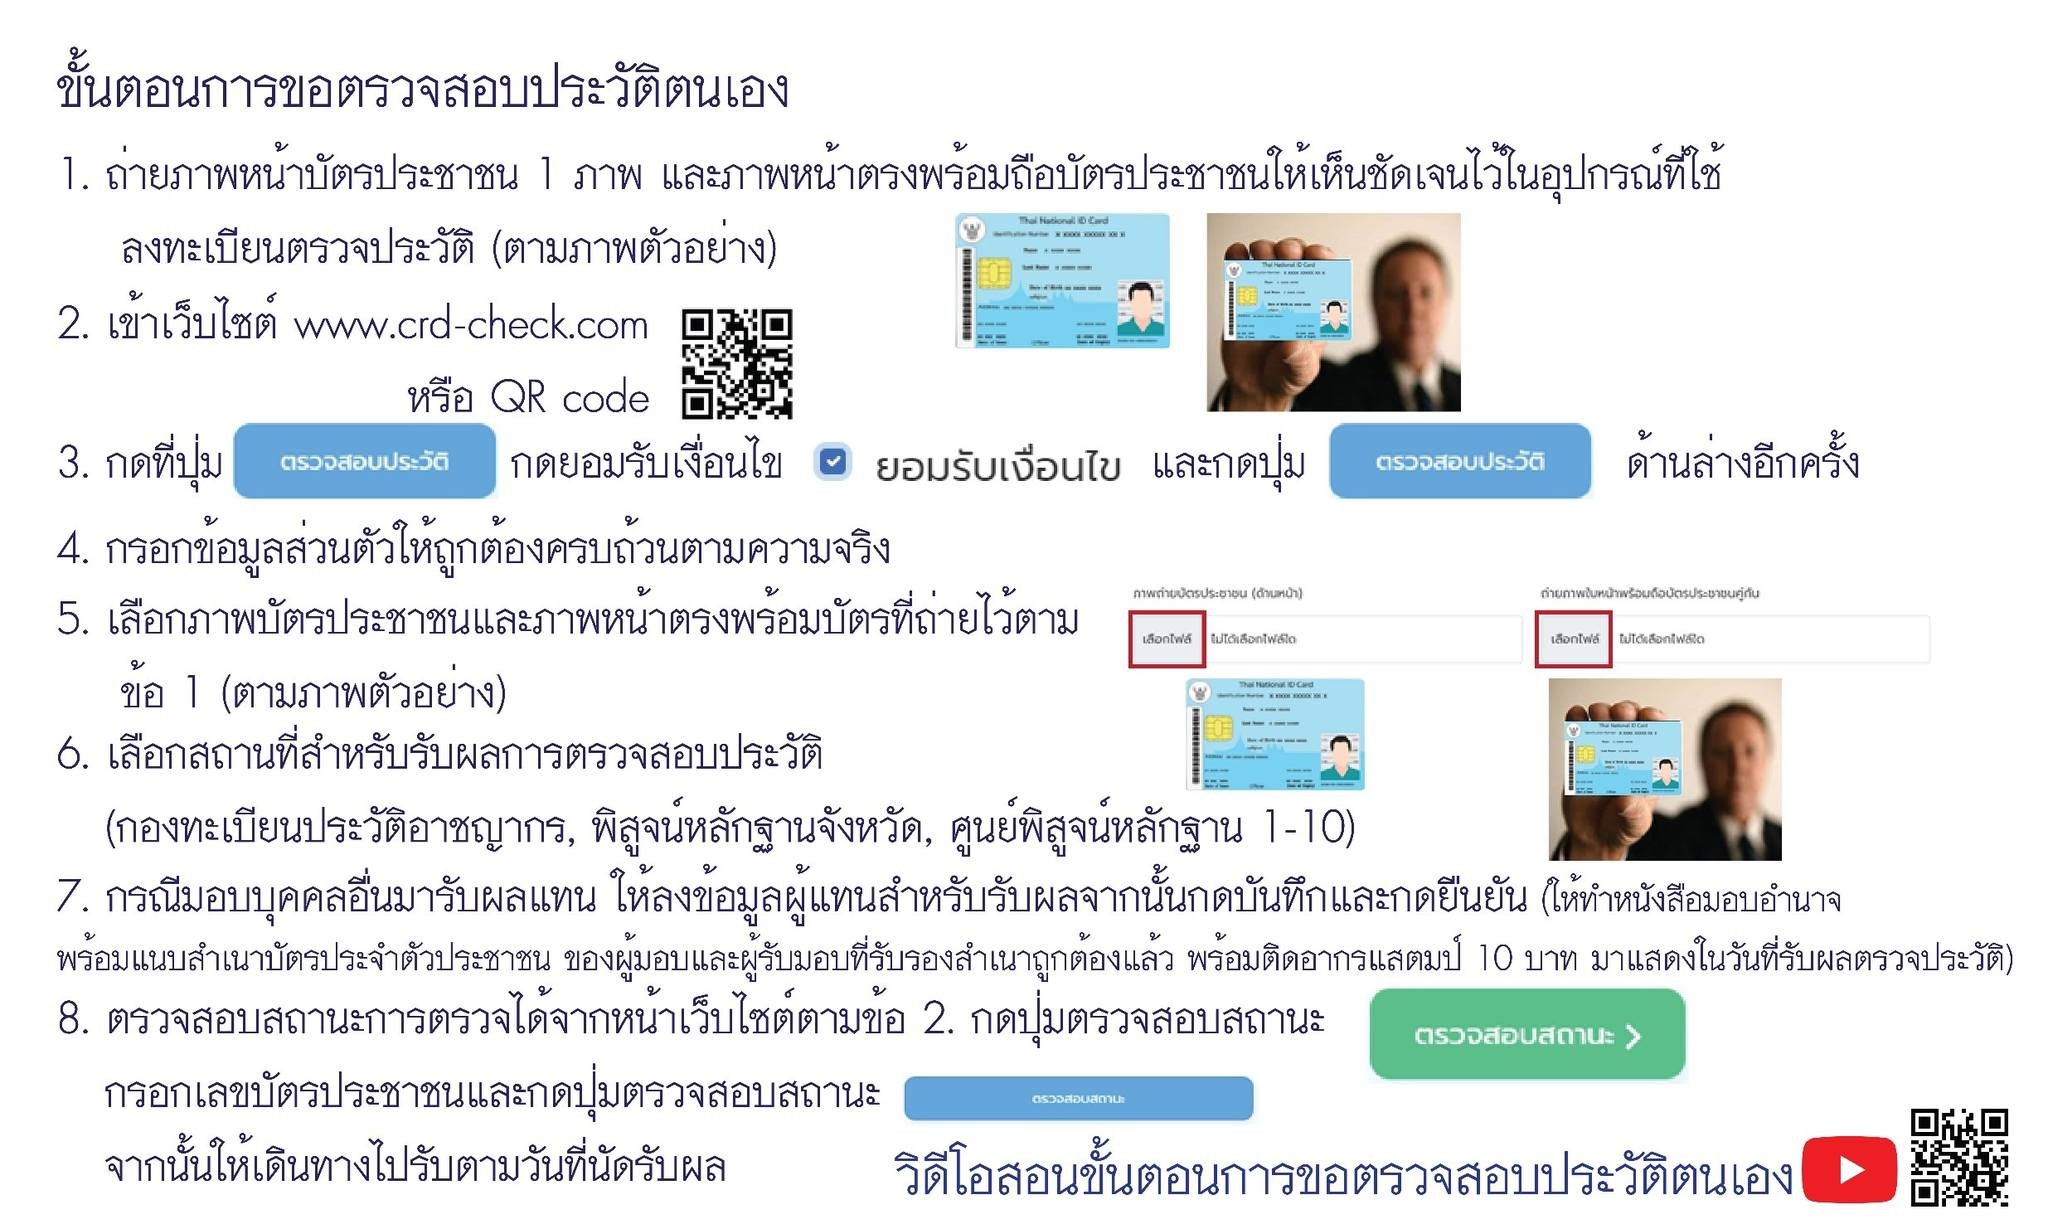 ขั้นตอนการขอตรวจสอบประวัติตนเอง
1. ถ่ายภาพหน้าบัตรประชาชน 1 ภาพ และภาพหน้าตรงพร้อมถือบัตรประชาชนให้เห็นชัดเจนไว้ในอุปกรณ์ที่ใช้
ลงทะเบียนตรวจประวัติ (ตามภาพตัวอย่าง)
Thai National ID Card
Identification Number X XXXX XXXXX XX X
Thai National ID Card
2. เข้าเว็บไซต์ www.crd-check.com
หรือ QR code
3. กดที่ปุ่ม ตรวจสอบประวัติ กดยอมรับเงื่อนไข ยอมรับเงื่อนไข และกดปุ่ม ตรวจสอบประวัติ ด้านล่างอีกครั้ง
4. กรอกข้อมูลส่วนตัวให้ถูกต้องครบถ้วนตามความจริง
5. เลือกภาพบัตรประชาชนและภาพหน้าตรงพร้อมบัตรที่ถ่ายไว้ตาม
ข้อ 1 (ตามภาพตัวอย่าง)
ภาพถ่ายบัตรประชาชน (ด้านหน้า)
เลือกไฟล์ ไม่ได้เลือกไฟล์ใด
ถ่ายภาพใบหน้าพร้อมถือบัตรประชาชนคู่กัน
เลือกไฟล์ ไม่ได้เลือกไฟล์ใด
Thai National ID Card
Thai National ID Card
6. เลือกสถานที่สำหรับรับผลการตรวจสอบประวัติ
(กองทะเบียนประวัติอาชญากร, พิสูจน์หลักฐานจังหวัด, ศูนย์พิสูจน์หลักฐาน 1-10)
7. กรณีมอบบุคคลอื่นมารับผลแทน ให้ลงข้อมูลผู้แทนสำหรับรับผลจากนั้นกดบันทึกและกดยืนยัน (ให้ทำหนังสือมอบอำนาจ
พร้อมแนบสำเนาบัตรประจำตัวประชาชน ของผู้มอบและผู้รับมอบที่รับรองสำเนาถูกต้องแล้ว พร้อมติดอากรแสตมป์ 10 บาท มาแสดงในวันที่รับผลตรวจประวัติ)
8. ตรวจสอบสถานะการตรวจได้จากหน้าเว็บไซต์ตามข้อ 2. กดปุ่มตรวจสอบสถานะ ตรวจสอบสถานะ
กรอกเลขบัตรประชาชนและกดปุ่มตรวจสอบสถานะ ตรวจสอบสถานะ
จากนั้นให้เดินทางไปรับตามวันที่นัดรับผล
วิดีโอสอนขั้นตอนการขอตรวจสอบประวัติตนเอง